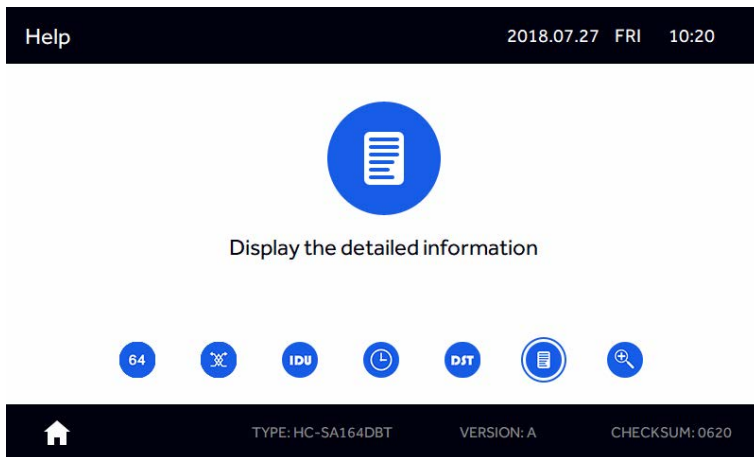 Help 2018.07.27 FRI 10:20
Display the detailed information
64 IDU DST
TYPE: HC-SA164DBT VERSION: A CHECKSUM: 0620